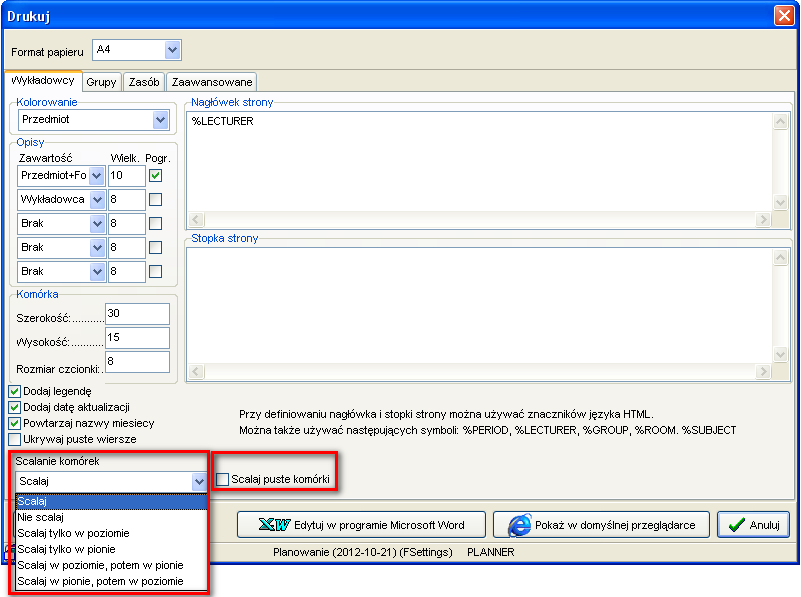 Drukuj
Format papieru A4
Wykładowcy Grupy Zasób Zaawansowane
Kolorowanie
Przedmiot
Opisy
Zawartość Wielk. Pogr.
Przedmiot+Fo 10
Wykładowca 8
Brak 8
Brak 8
Brak 8
Komórka
Szerokość:........... 30
Wysokość:........... 15
Rozmiar czcionki: 8
Dodaj legendę
Dodaj datę aktualizacji
Powtarzaj nazwy miesiecy
Ukrywaj puste wiersze
Nagłówek strony
%LECTURER
Stopka strony
Przy definiowaniu nagłówka i stopki strony można używać znaczników języka HTML.
Można także używać następujących symboli: %PERIOD, %LECTURER, %GROUP, %ROOM. %SUBJECT
Scalanie komórek
Scalaj
Scalaj puste komórki
Scalaj
Nie scalaj
Scalaj tylko w poziomie
Scalaj tylko w pionie
Scalaj w poziomie, potem w pionie
Scalaj w pionie, potem w poziomie
XW Edytuj w programie Microsoft Word
Pokaż w domyślnej przeglądarce
Anuluj
Planowanie (2012-10-21) (FSettings) PLANNER